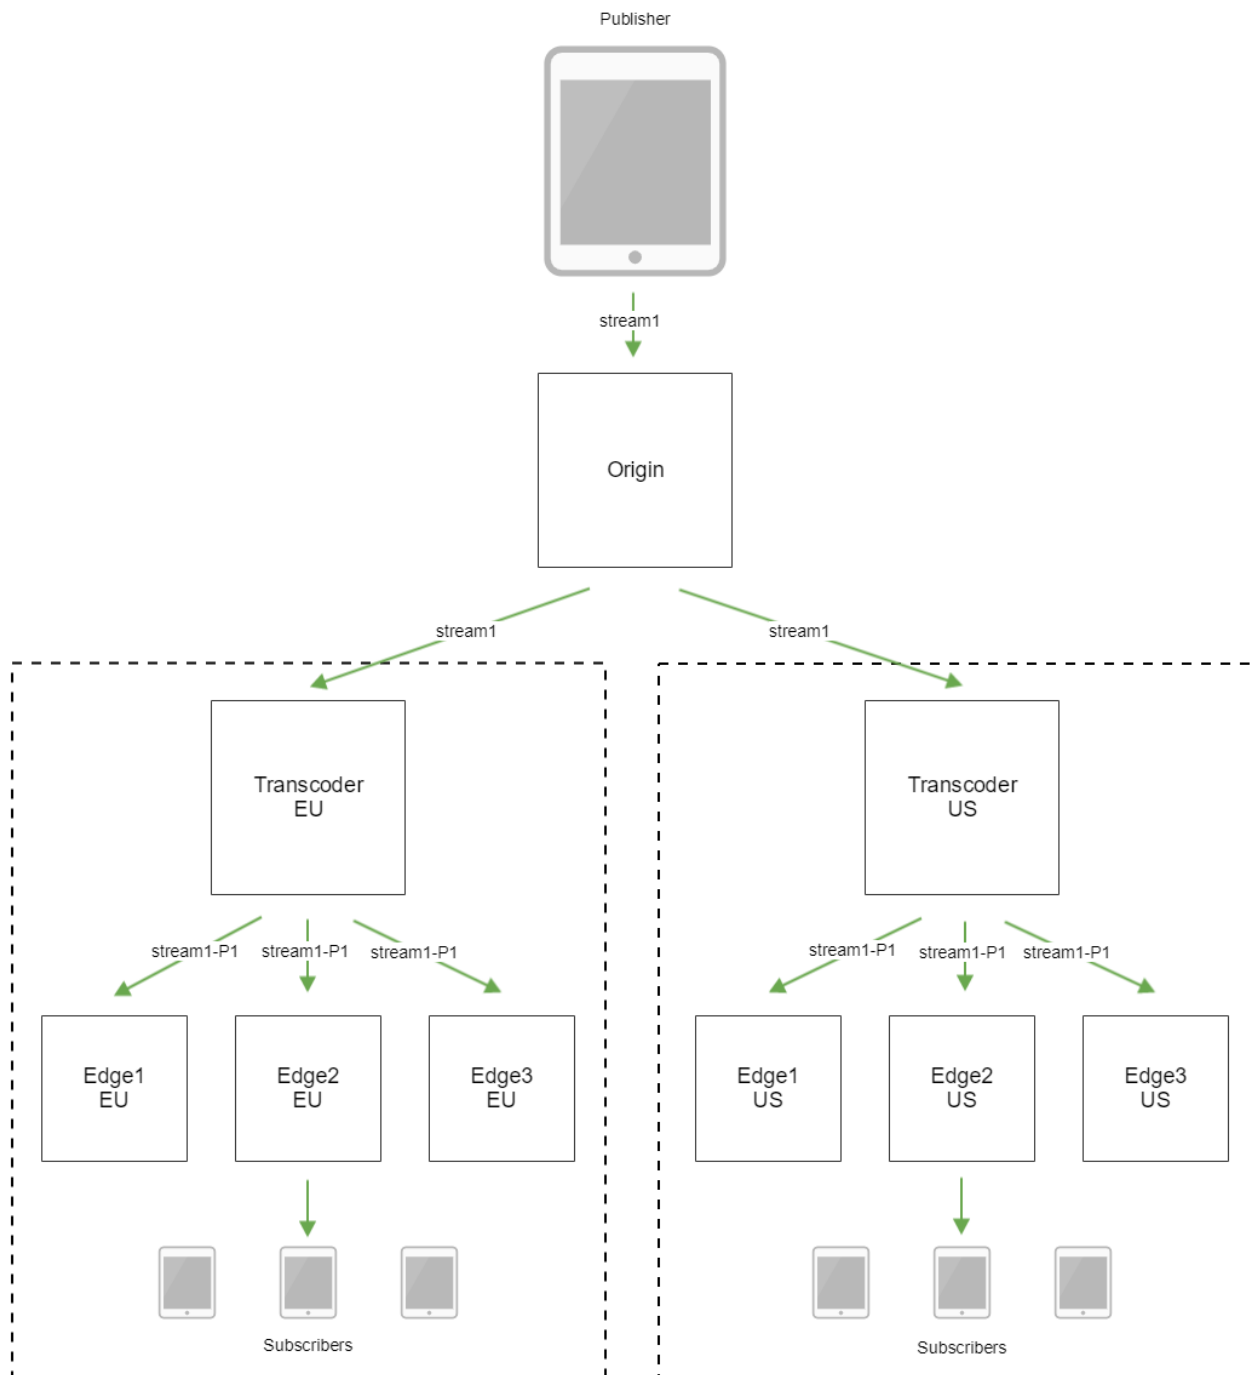 Publisher
stream1
Origin
stream1
stream1
Transcoder
EU
Transcoder
US
stream1-P1
stream1-P1
stream1-P1
stream1-P1
stream1-P1
stream1-P1
Edge1
EU
Edge2
EU
Edge3
EU
Edge1
US
Edge2
US
Edge3
US
Subscribers
Subscribers